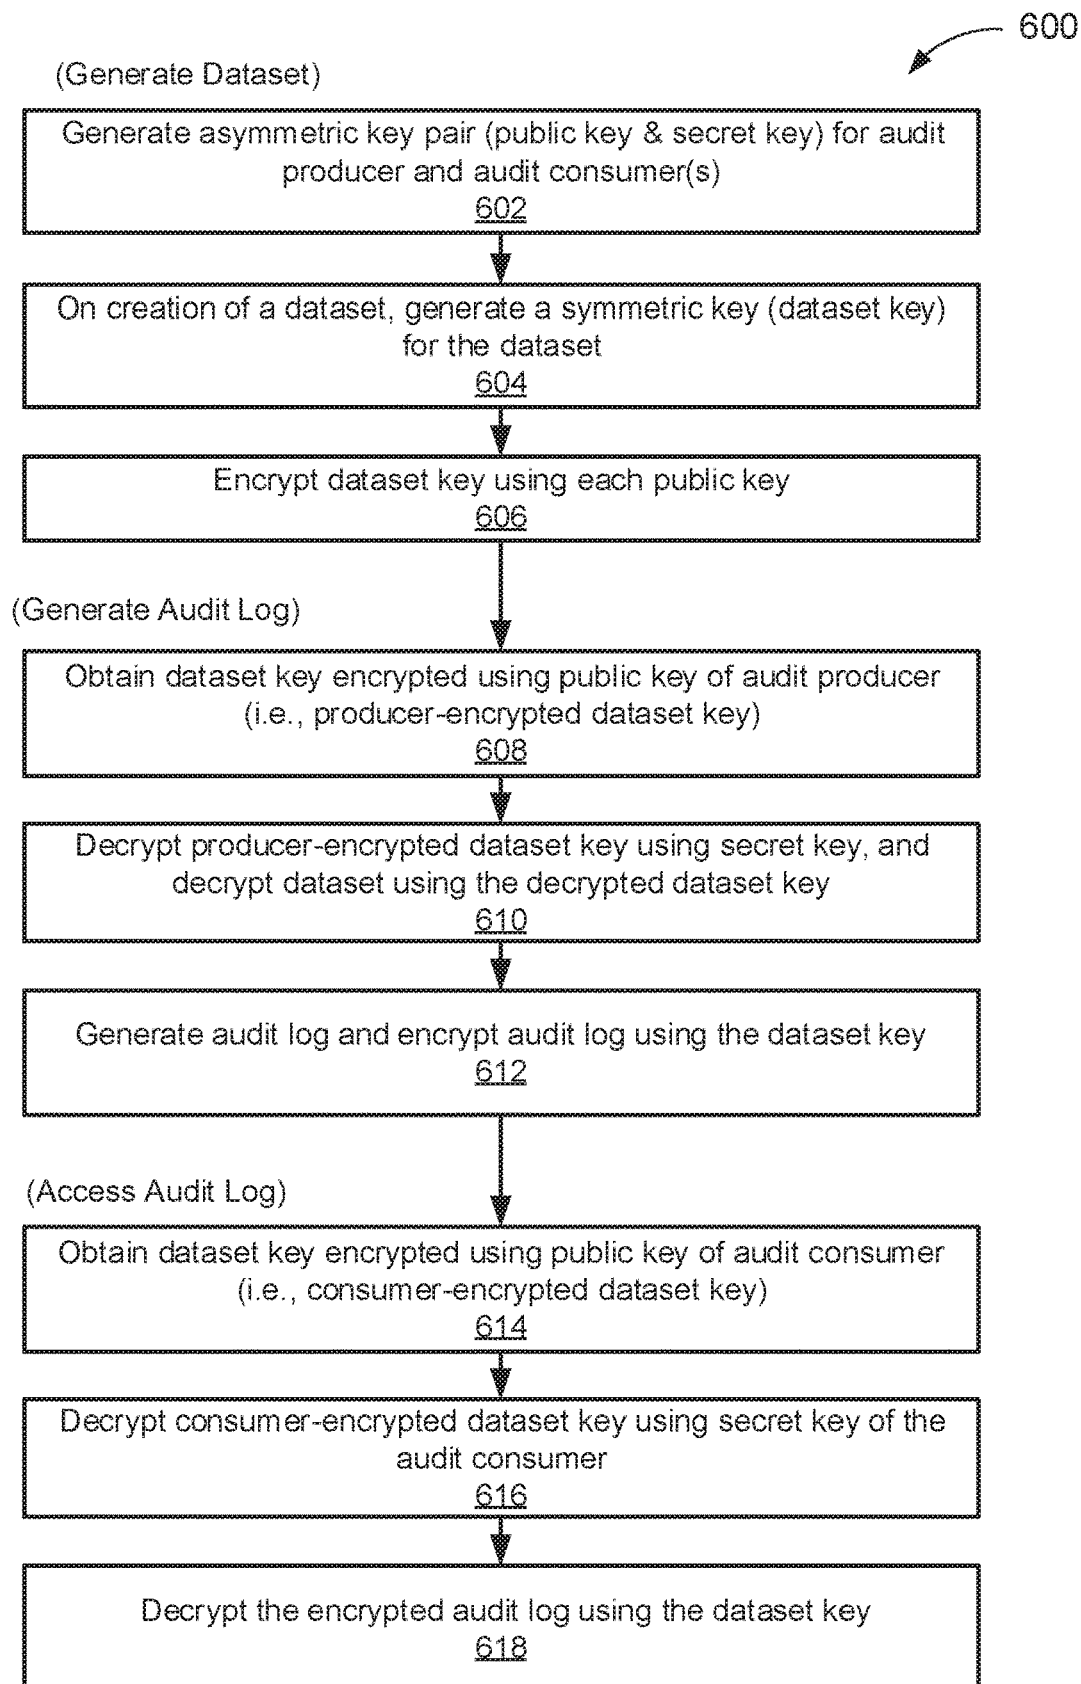 600
(Generate Dataset)
Generate asymmetric key pair (public key & secret key) for audit
producer and audit consumer(s)
602
On creation of a dataset, generate a symmetric key (dataset key)
for the dataset
604
Encrypt dataset key using each public key
606
(Generate Audit Log)
Obtain dataset key encrypted using public key of audit producer
(i.e., producer-encrypted dataset key)
608
Decrypt producer-encrypted dataset key using secret key, and
decrypt dataset using the decrypted dataset key
610
Generate audit log and encrypt audit log using the dataset key
612
(Access Audit Log)
Obtain dataset key encrypted using public key of audit consumer
(i.e., consumer-encrypted dataset key)
614
Decrypt consumer-encrypted dataset key using secret key of the
audit consumer
616
Decrypt the encrypted audit log using the dataset key
618